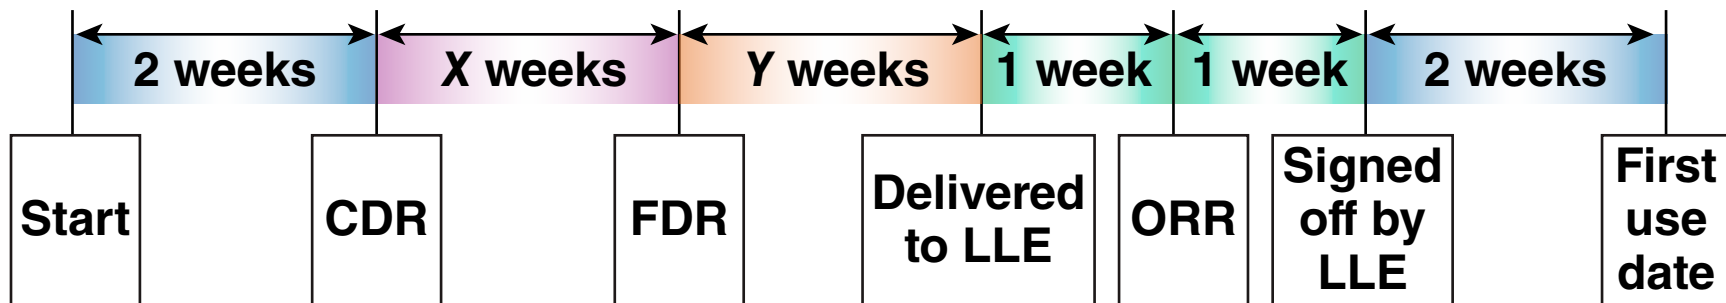 2 weeks
X weeks
Y weeks
1 week
1 week
2 weeks
Start
CDR
FDR
Delivered
to LLE
ORR
Signed
off by
LLE
First
use
date